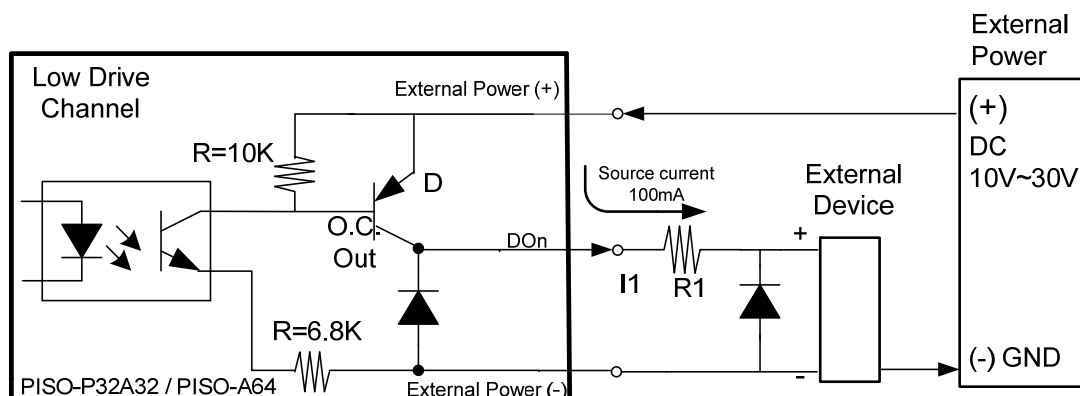 External
Power
Low Drive
Channel
External Power (+)
(+)
DC
10V~30V
R=10K
D
Source current
100mA
External
Device
O.C.
Out
DOn
+
I1
R1
R=6.8K
PISO-P32A32 / PISO-A64
External Power (-)
-
(-) GND